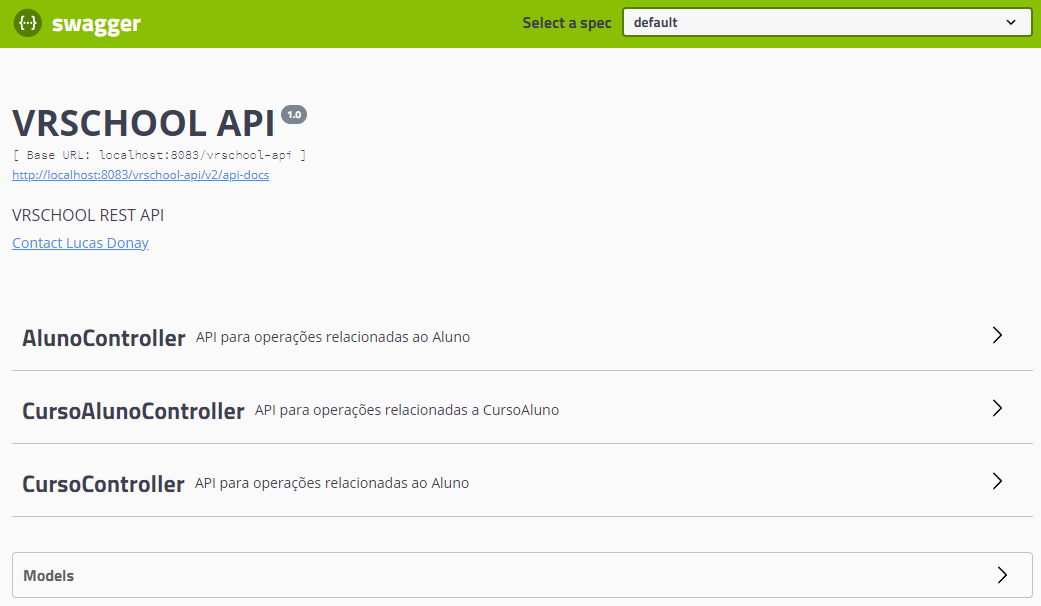 {···} swagger Select a spec default
VRSCHOOL API 1.0
[ Base URL: localhost:8083/vrschool-api ]
http://localhost:8083/vrschool-api/v2/api-docs
VRSCHOOL REST API
Contact Lucas Donay
AlunoController API para operações relacionadas ao Aluno
CursoAlunoController API para operações relacionadas a CursoAluno
CursoController API para operações relacionadas ao Aluno
Models